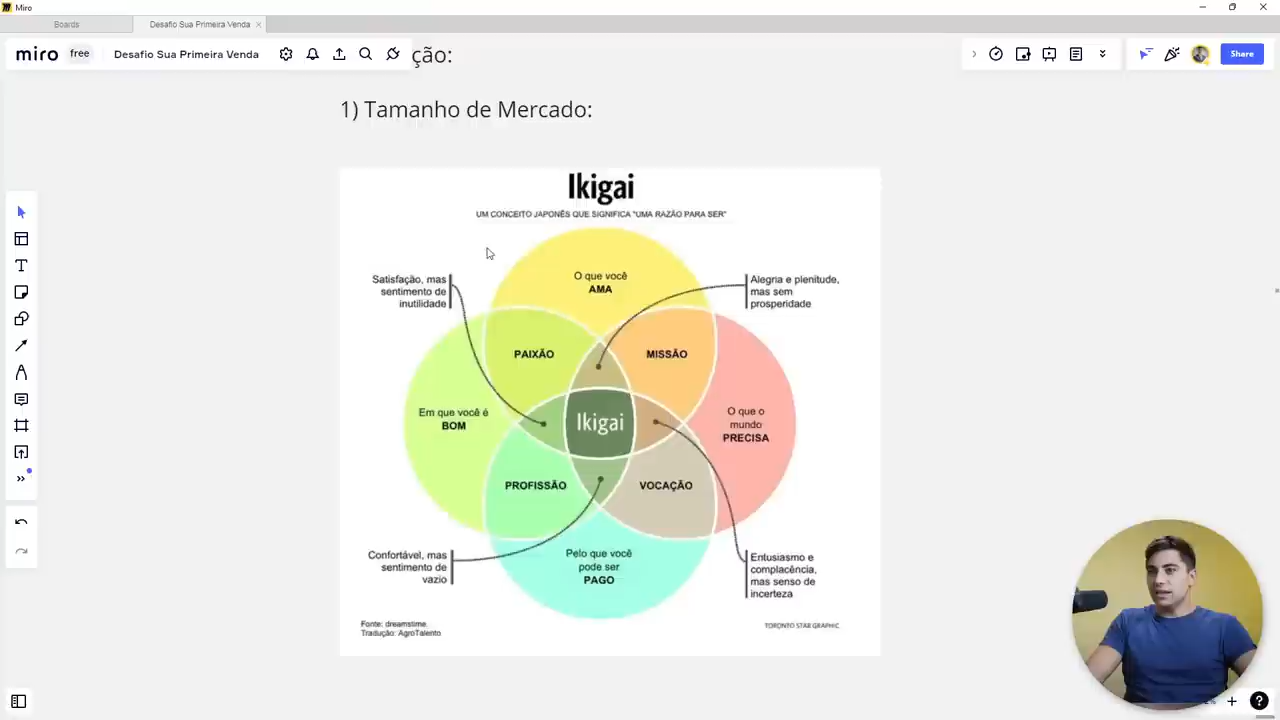 Miro
Boards
Desafio Sua Primeira Venda
miro free
Desafio Sua Primeira Venda
ção:
Share
1) Tamanho de Mercado:
Ikigai
UM CONCEITO JAPONÊS QUE SIGNIFICA "UMA RAZÃO PARA SER"
O que você
AMA
Satisfação, mas
sentimento de
inutilidade
Alegria e plenitude,
mas sem
prosperidade
PAIXÃO
MISSÃO
Em que você é
BOM
Ikigai
O que o
mundo
PRECISA
PROFISSÃO
VOCAÇÃO
Confortável, mas
sentimento de
vazio
Pelo que você
pode ser
PAGO
Entusiasmo e
complacência,
mas senso de
incerteza
Fonte: dreamstime.
Tradução: AgroTalento
TORONTO STAR GRAPHIC